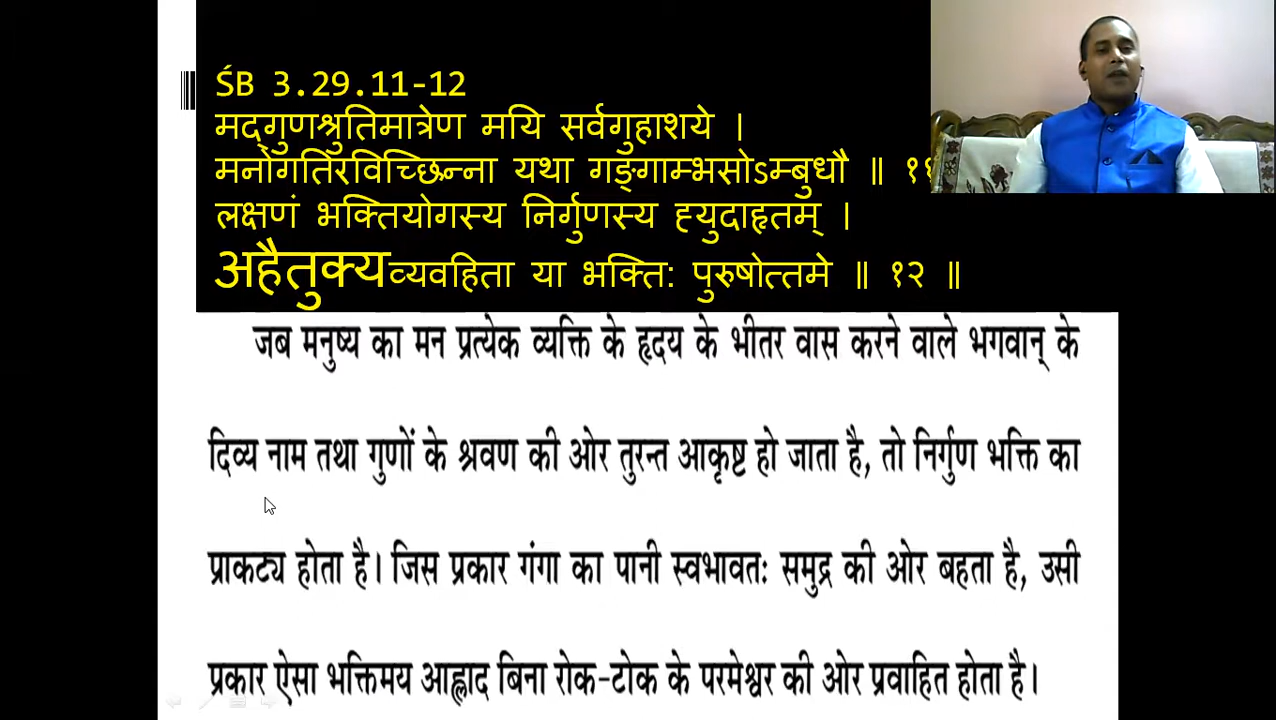 ŚB 3.29.11-12
मद्‍गुणश्रुतिमात्रेण मयि सर्वगुहाशये ।
मनोगतिरविच्छिन्ना यथा गङ्गाम्भसोऽम्बुधौ ॥
लक्षणं भक्तियोगस्य निर्गुणस्य ह्युदाहृतम् ।
अहैतुक्यव्यवहिता या भक्ति: पुरुषोत्तमे ॥ १२ ॥
जब मनुष्य का मन प्रत्येक व्यक्ति के हृदय के भीतर वास करने वाले भगवान् के
दिव्य नाम तथा गुणों के श्रवण की ओर तुरन्त आकृष्ट हो जाता है, तो निर्गुण भक्ति का
प्राकट्य होता है। जिस प्रकार गंगा का पानी स्वभावतः समुद्र की ओर बहता है, उसी
प्रकार ऐसा भक्तिमय आह्लाद बिना रोक-टोक के परमेश्वर की ओर प्रवाहित होता है।